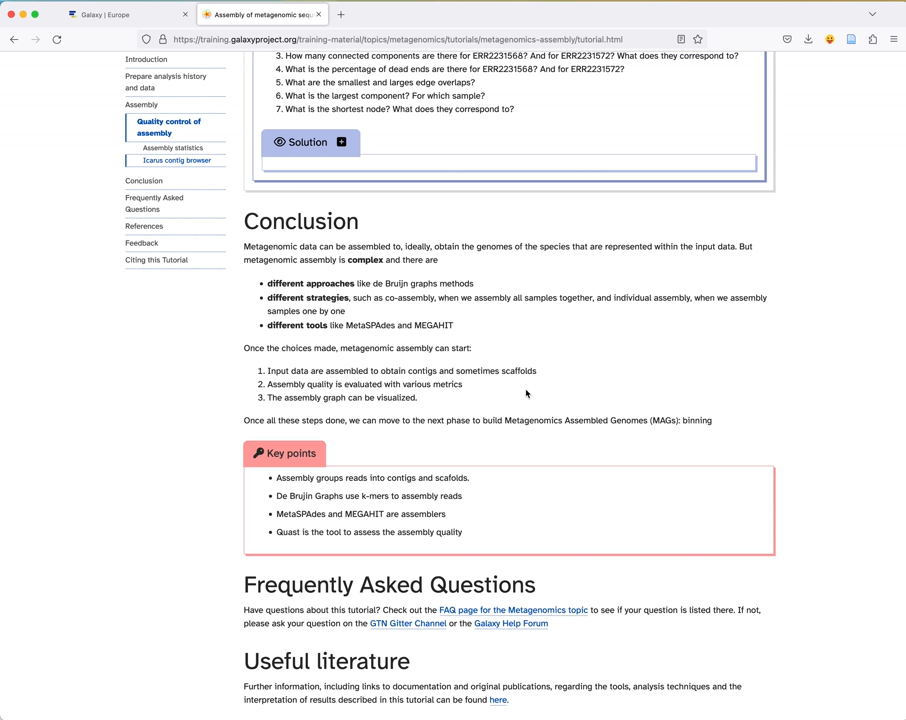 Galaxy | Europe
Assembly of metagenomic sequ
https://training.galaxyproject.org/training-material/topics/metagenomics/tutorials/metagenomics-assembly/tutorial.html
Introduction
Prepare analysis history
and data
Assembly
Quality control of
assembly
Assembly statistics
Icarus contig browser
Conclusion
Frequently Asked
Questions
References
Feedback
Citing this Tutorial
3. How many connected components are there for ERR2231568? And for ERR2231572? What does they correspond to?
4. What is the percentage of dead ends are there for ERR2231568? And for ERR2231572?
5. What are the smallest and larges edge overlaps?
6. What is the largest component? For which sample?
7. What is the shortest node? What does they correspond to?
Solution
Conclusion
Metagenomic data can be assembled to, ideally, obtain the genomes of the species that are represented within the input data. But
metagenomic assembly is complex and there are
• different approaches like de Bruijn graphs methods
• different strategies, such as co-assembly, when we assembly all samples together, and individual assembly, when we assembly
samples one by one
• different tools like MetaSPAdes and MEGAHIT
Once the choices made, metagenomic assembly can start:
1. Input data are assembled to obtain contigs and sometimes scaffolds
2. Assembly quality is evaluated with various metrics
3. The assembly graph can be visualized.
Once all these steps done, we can move to the next phase to build Metagenomics Assembled Genomes (MAGs): binning
Key points
• Assembly groups reads into contigs and scafolds.
• De Brujin Graphs use k-mers to assembly reads
• MetaSPAdes and MEGAHIT are assemblers
• Quast is the tool to assess the assembly quality
Frequently Asked Questions
Have questions about this tutorial? Check out the FAQ page for the Metagenomics topic to see if your question is listed there. If not,
please ask your question on the GTN Gitter Channel or the Galaxy Help Forum
Useful literature
Further information, including links to documentation and original publications, regarding the tools, analysis techniques and the
interpretation of results described in this tutorial can be found here.